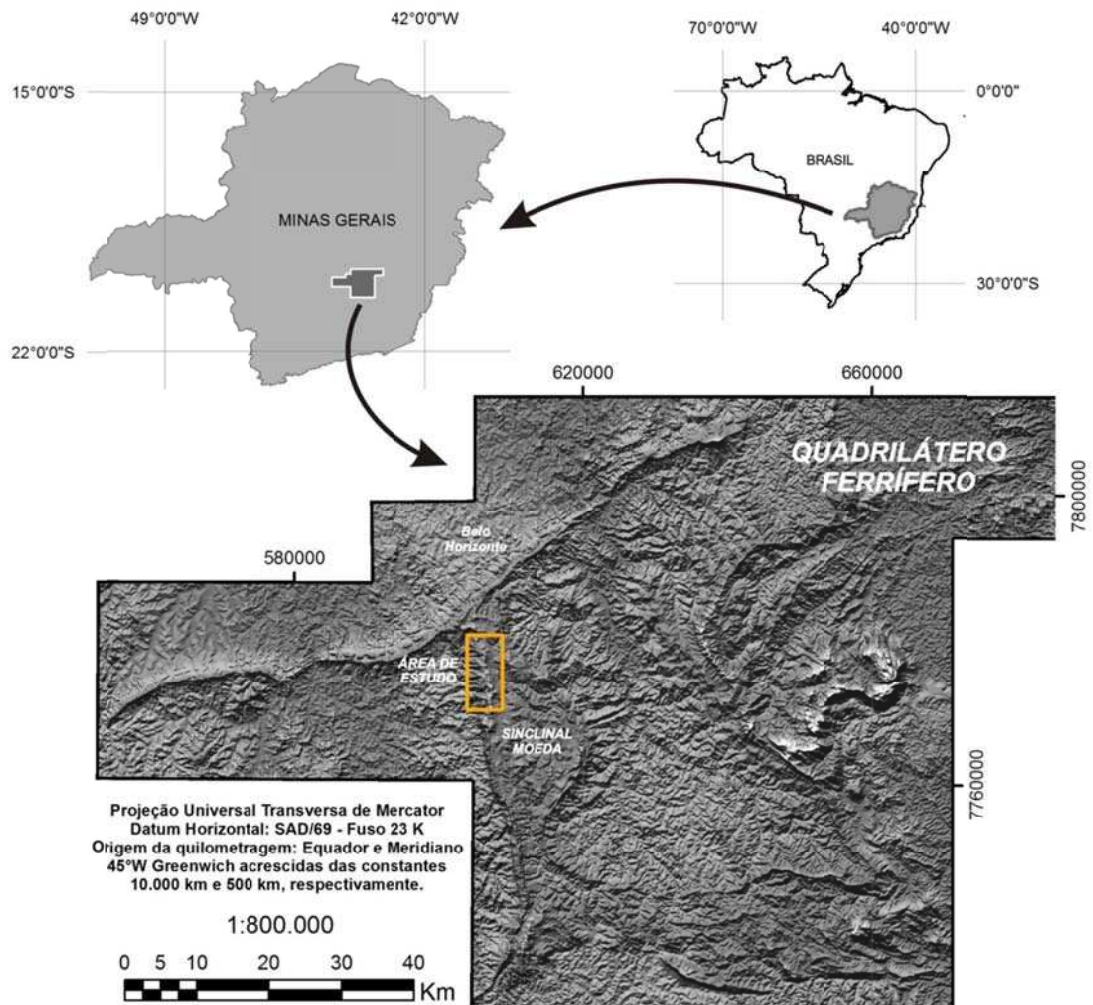 49°0'0"W
42°0'0"W
70°0'0"W
40°0'0"W
15°0'0"S
0°0'0"
BRASIL
MINAS GERAIS
30°0'0"S
22°0'0"S
620000
660000
QUADRILÁTERO
FERRÍFERO
7800000
Belo
Horizonte
580000
ÁREA DE
ESTUDO
SINCLINAL
MOEDA
7760000
Projeção Universal Transversa de Mercator
Datum Horizontal: SAD/69 - Fuso 23 K
Origem da quilometragem: Equador e Meridiano
45°W Greenwich acrescidas das constantes
10.000 km e 500 km, respectivamente.
1:800.000
0 5 10 20 30 40
Km